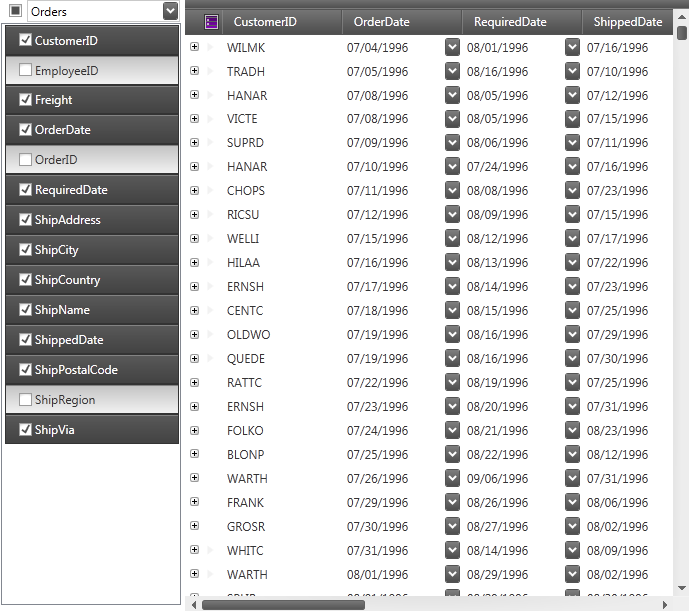 Orders
CustomerID
EmployeeID
Freight
OrderDate
OrderID
RequiredDate
ShipAddress
ShipCity
ShipCountry
ShipName
ShippedDate
ShipPostalCode
ShipRegion
ShipVia
CustomerID OrderDate RequiredDate ShippedDate
WILMK 07/04/1996 08/01/1996 07/16/1996
TRADH 07/05/1996 08/16/1996 07/10/1996
HANAR 07/08/1996 08/05/1996 07/12/1996
VICTE 07/08/1996 08/05/1996 07/15/1996
SUPRD 07/09/1996 08/06/1996 07/11/1996
HANAR 07/10/1996 07/24/1996 07/16/1996
CHOPS 07/11/1996 08/08/1996 07/23/1996
RICSU 07/12/1996 08/09/1996 07/15/1996
WELLI 07/15/1996 08/12/1996 07/17/1996
HILAA 07/16/1996 08/13/1996 07/22/1996
ERNSH 07/17/1996 08/14/1996 07/23/1996
CENTC 07/18/1996 08/15/1996 07/25/1996
OLDWO 07/19/1996 08/16/1996 07/29/1996
QUEDE 07/19/1996 08/16/1996 07/30/1996
RATTC 07/22/1996 08/19/1996 07/25/1996
ERNSH 07/23/1996 08/20/1996 07/31/1996
FOLKO 07/24/1996 08/21/1996 08/23/1996
BLONP 07/25/1996 08/22/1996 08/12/1996
WARTH 07/26/1996 09/06/1996 07/31/1996
FRANK 07/29/1996 08/26/1996 08/06/1996
GROSR 07/30/1996 08/27/1996 08/02/1996
WHITC 07/31/1996 08/14/1996 08/09/1996
WARTH 08/01/1996 08/29/1996 08/02/1996